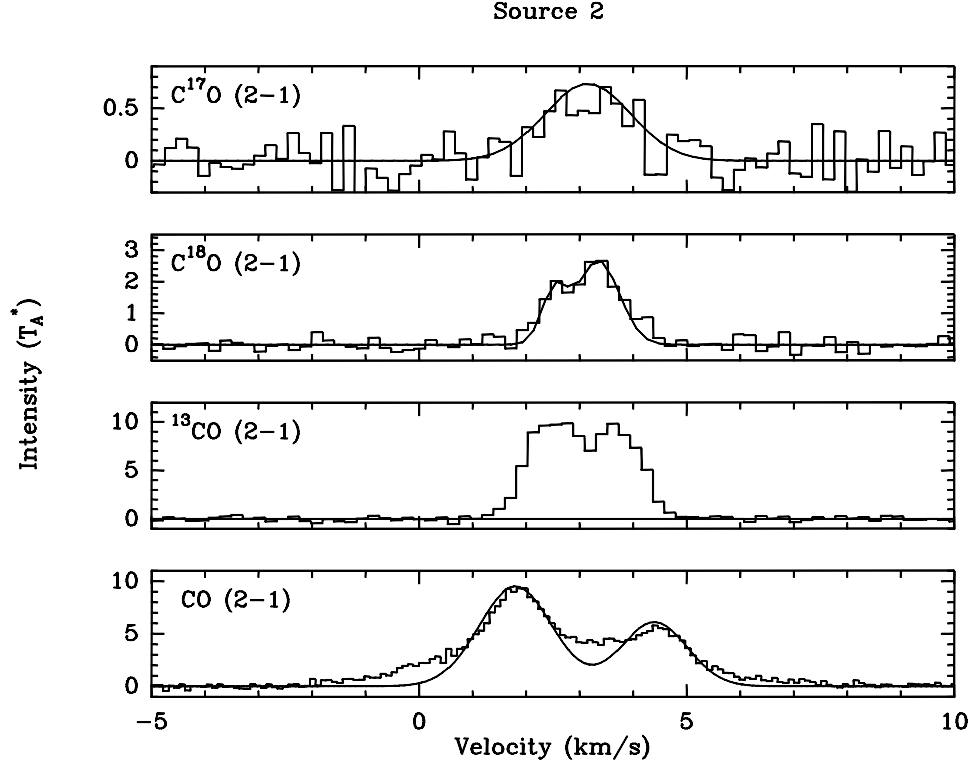 Source 2
C¹⁷O (2−1)
0.5
0
C¹⁸O (2−1)
3
2
1
0
Intensity (T_A*)
¹³CO (2−1)
10
5
0
CO (2−1)
10
5
0
−5 0 5 10
Velocity (km/s)